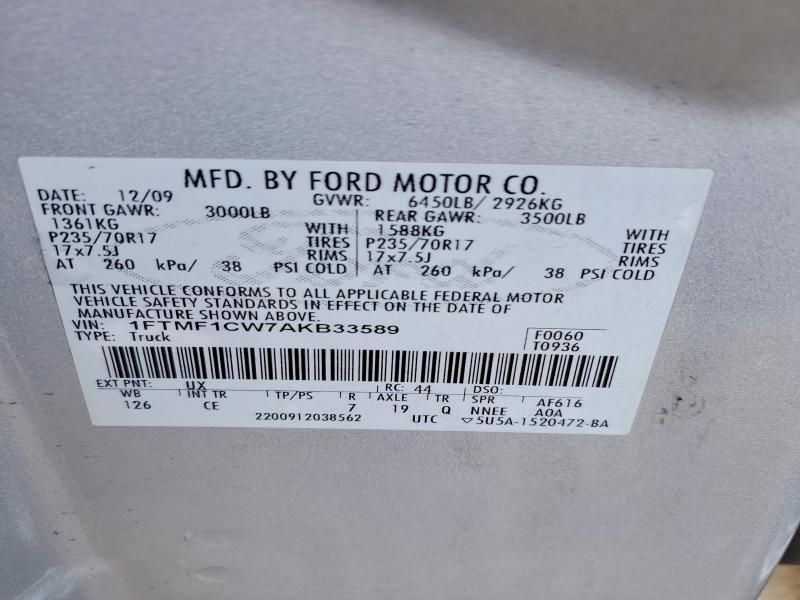 MFD. BY FORD MOTOR CO.
DATE: 12/09 GVWR: 6450LB/ 2926KG
FRONT GAWR: 3000LB REAR GAWR: 3500LB
1361KG WITH 1588KG WITH
P235/70R17 TIRES P235/70R17 TIRES
17x7.5J RIMS 17x7.5J RIMS
AT 260 kPa/ 38 PSI COLD AT 260 kPa/ 38 PSI COLD
THIS VEHICLE CONFORMS TO ALL APPLICABLE FEDERAL MOTOR
VEHICLE SAFETY STANDARDS IN EFFECT ON THE DATE OF
MANUFACTURE SHOWN ABOVE.
VIN: 1FTMF1CW7AKB33589 F0060
TYPE: Truck T0936
EXT PNT: UX RC: 44 DSO:
WB INT TR TP/PS R AXLE TR SPR AF616
126 CE 7 19 Q NNEE A0A
2200912038562 UTC ▽5U5A-1520472-BA